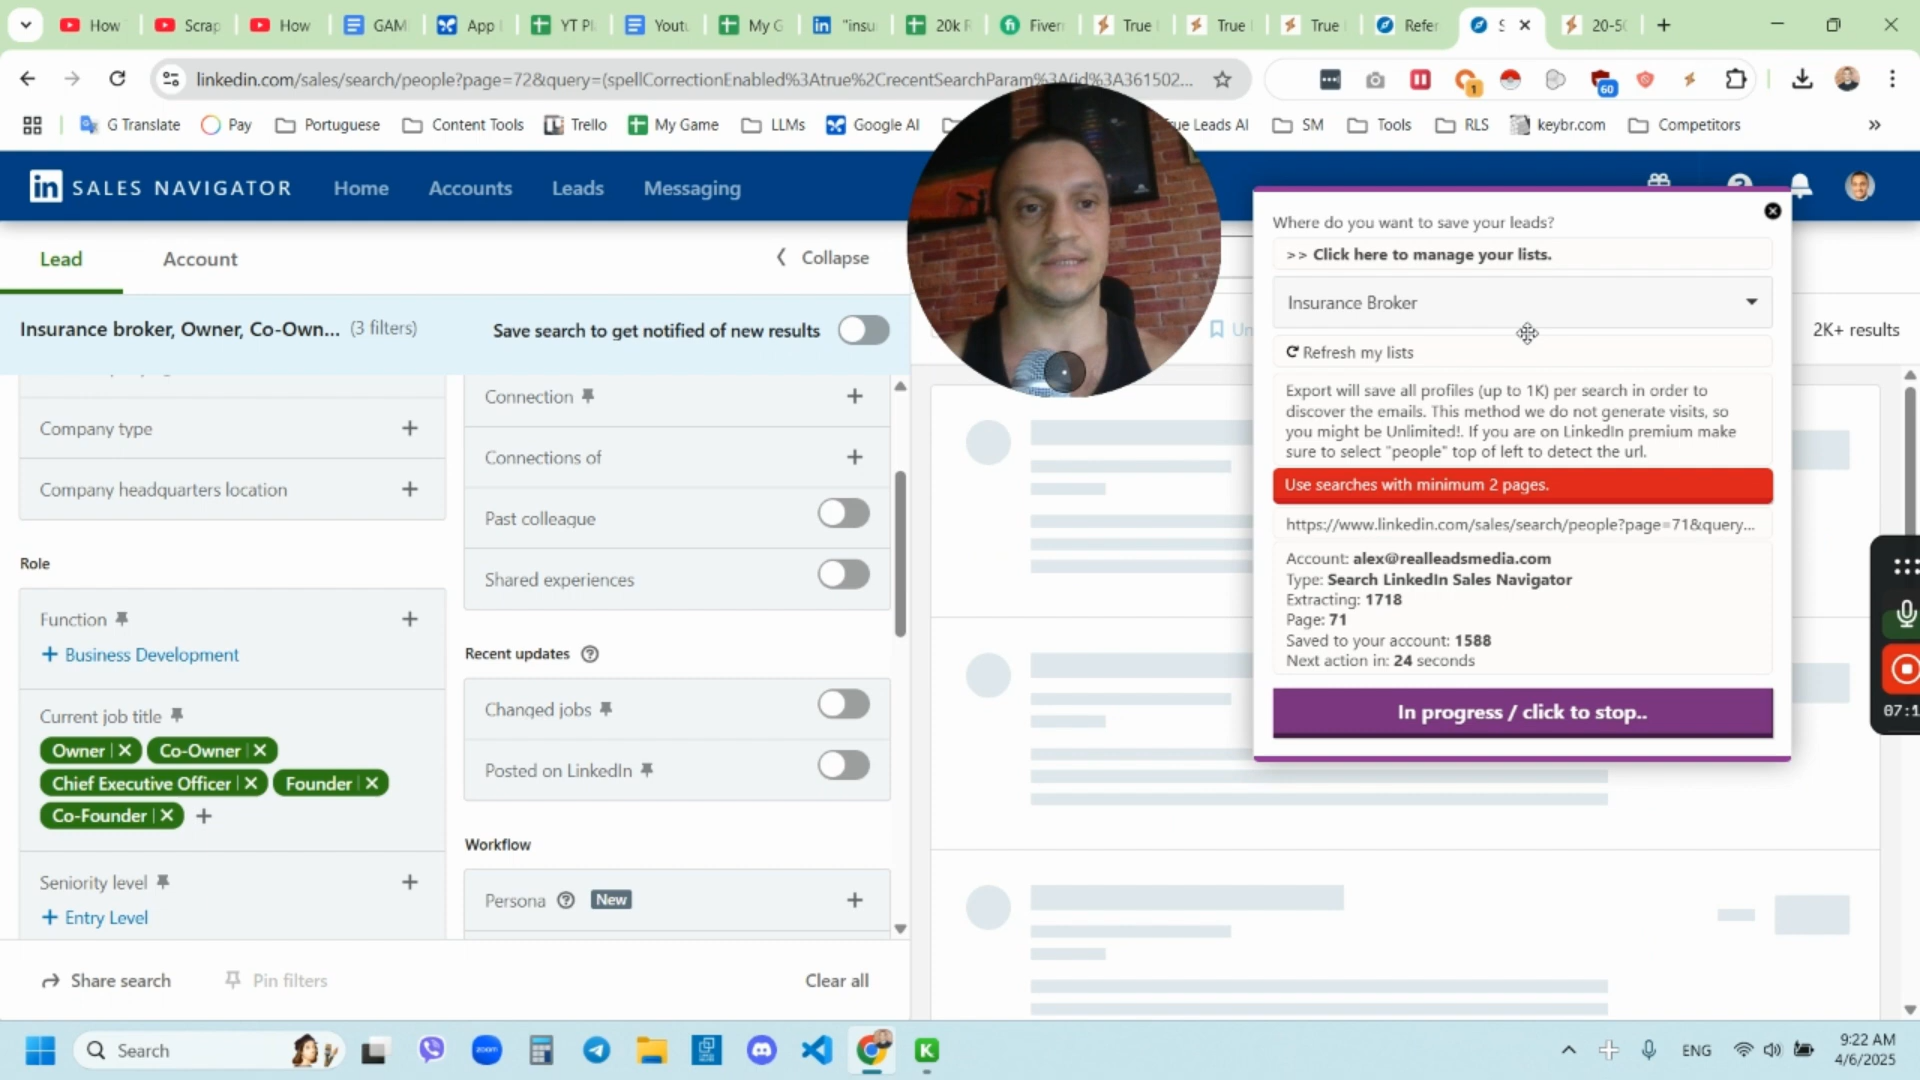 How
Scrap
How
GAM
App
YT Pl
Youtu
My G
"insu
20k R
Fiverr
True
True
True
Refer
S
20-50
linkedin.com/sales/search/people?page=72&query=(spellCorrectionEnabled%3Atrue%2CrecentSearchParam%3A(id%3A361502...
1
60
G Translate
Pay
Portuguese
Content Tools
Trello
My Game
LLMs
Google AI
True Leads AI
SM
Tools
RLS
keybr.com
Competitors
in SALES NAVIGATOR
Home
Accounts
Leads
Messaging
Lead
Account
Collapse
Insurance broker, Owner, Co-Own... (3 filters)
Save search to get notified of new results
2K+ results
Company type
Company headquarters location
Role
Function
+ Business Development
Current job title
Owner
Co-Owner
Chief Executive Officer
Founder
Co-Founder
Seniority level
+ Entry Level
Connection
Connections of
Past colleague
Shared experiences
Recent updates
Changed jobs
Posted on LinkedIn
Workflow
Persona
New
Share search
Pin filters
Clear all
Where do you want to save your leads?
>> Click here to manage your lists.
Insurance Broker
Refresh my lists
Export will save all profiles (up to 1K) per search in order to
discover the emails. This method we do not generate visits, so
you might be Unlimited!. If you are on LinkedIn premium make
sure to select "people" top of left to detect the url.
Use searches with minimum 2 pages.
https://www.linkedin.com/sales/search/people?page=71&query...
Account: alex@realleadsmedia.com
Type: Search LinkedIn Sales Navigator
Extracting: 1718
Page: 71
Saved to your account: 1588
Next action in: 24 seconds
In progress / click to stop..
07:1
Search
zoom
K
ENG
9:22 AM
4/6/2025